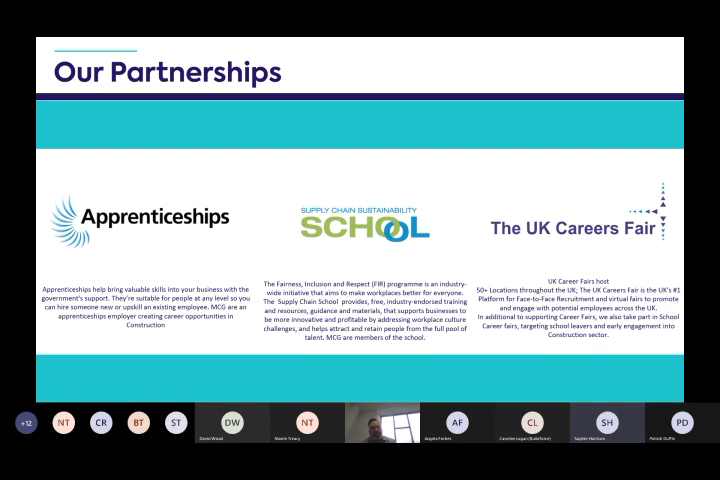 Our Partnerships
Apprenticeships
Apprenticeships help bring valuable skills into your business with the
government's support. They're suitable for people at any level so you
can hire someone new or upskill an existing employee. MCG are an
apprenticeships employer creating career opportunities in
Construction
SUPPLY CHAIN SUSTAINABILITY
SCHOOL
The Fairness, Inclusion and Respect (FIR) programme is an industry-
wide initiative that aims to make workplaces better for everyone.
The Supply Chain School provides, free, industry-endorsed training
and resources, guidance and materials, that supports businesses to
be more innovative and profitable by addressing workplace culture
challenges, and helps attract and retain people from the full pool of
talent. MCG are members of the school.
The UK Careers Fair
UK Career Fairs host
50+ Locations throughout the UK; The UK Careers Fair is the UK's #1
Platform for Face-to-Face Recruitment and virtual fairs to promote
and engage with potential employees across the UK.
In additional to supporting Career Fairs, we also take part in School
Career fairs, targeting school leavers and early engagement into
Construction sector.
+12
NT
CR
BT
ST
DW
David Wood
NT
Niamh Treacy
AF
Angela Forbes
CL
Caroline Logan (Buildforce)
SH
PD
Patrick Duffin